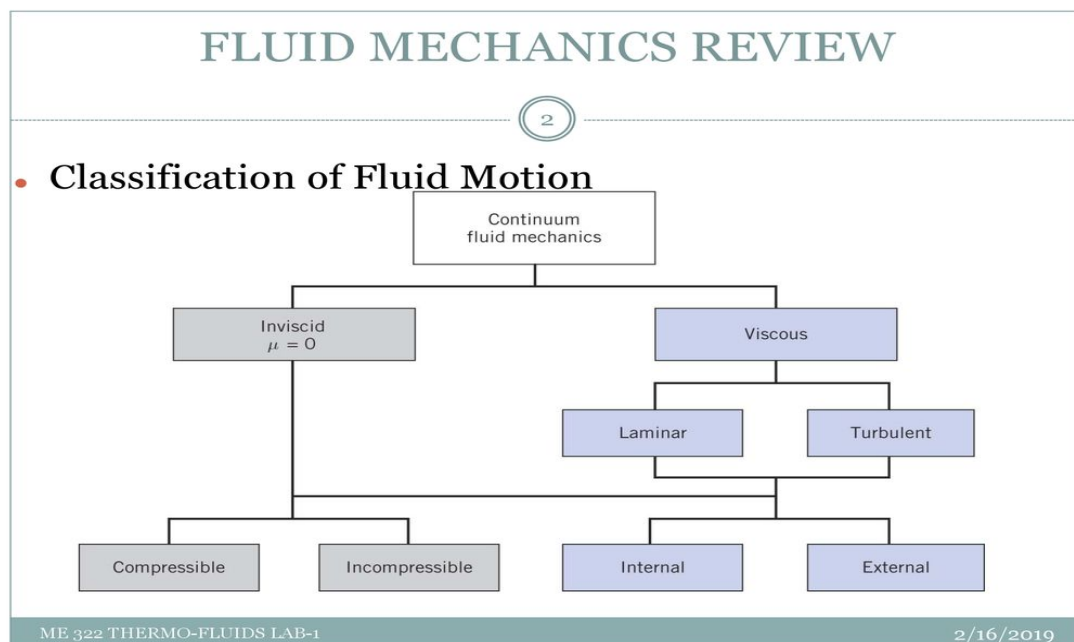 FLUID MECHANICS REVIEW
2
• Classification of Fluid Motion
Continuum
fluid mechanics
Inviscid
μ = 0
Viscous
Laminar
Turbulent
Compressible
Incompressible
Internal
External
ME 322 THERMO-FLUIDS LAB-1
2/16/2019